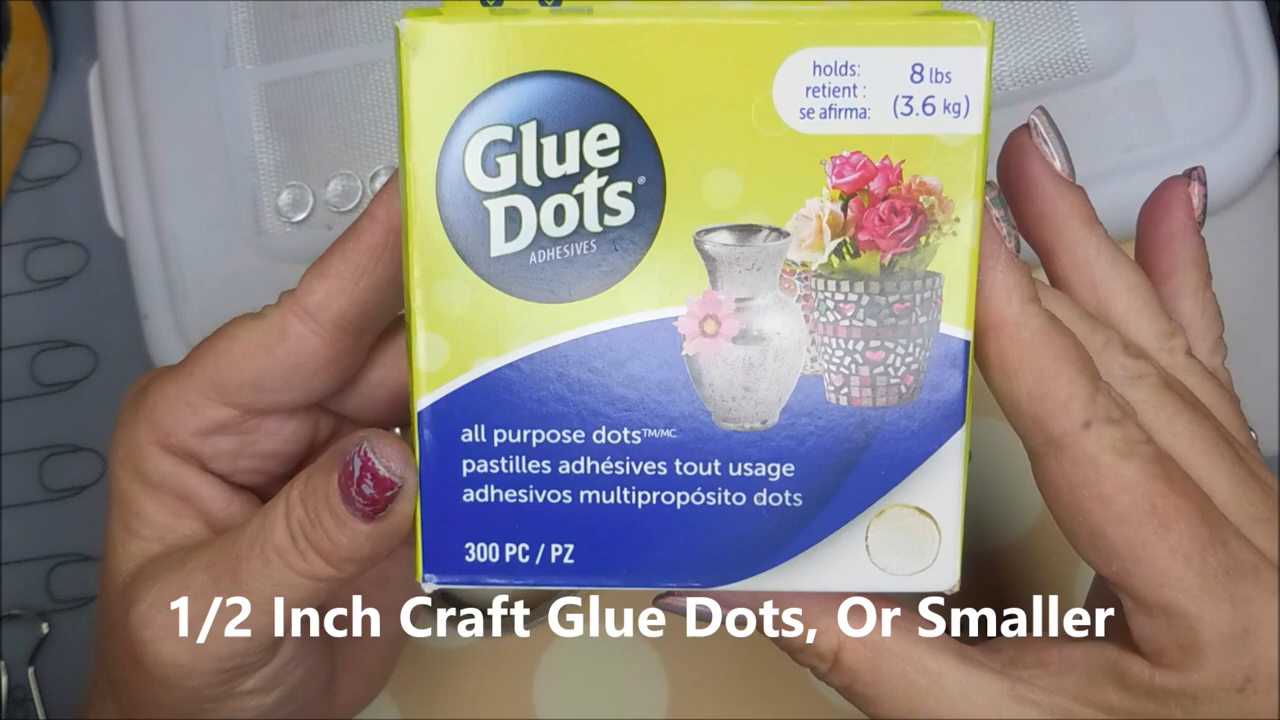 Glue
Dots®
ADHESIVES
holds: 8 lbs
retient : (3.6 kg)
se afirma:
all purpose dots™/MC
pastilles adhésives tout usage
adhesivos multipropósito dots
300 PC / PZ
1/2 Inch Craft Glue Dots, Or Smaller